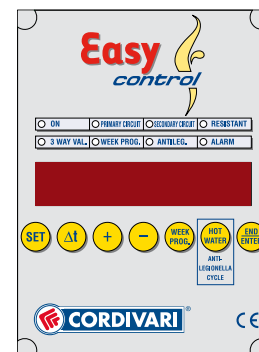 Easy
control
ON PRIMARY CIRCUIT SECONDARY CIRCUIT RESISTANT
3 WAY VAL. WEEK PROG. ANTILEG. ALARM
SET Δt + − WEEK PROG. HOT WATER END ENTER
ANTI-
LEGIONELLA
CYCLE
CORDIVARI® CE